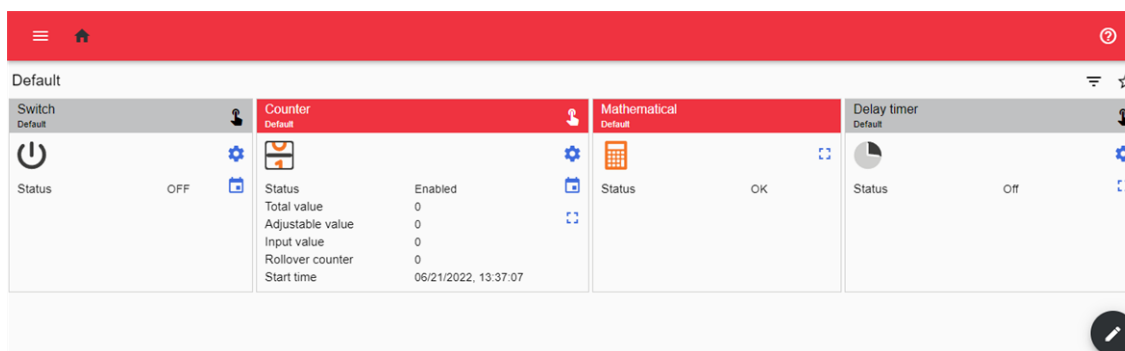 Default
Switch
Default
Status OFF
Counter
Default
Status Enabled
Total value 0
Adjustable value 0
Input value 0
Rollover counter 0
Start time 06/21/2022, 13:37:07
Mathematical
Default
Status OK
Delay timer
Default
Status Off